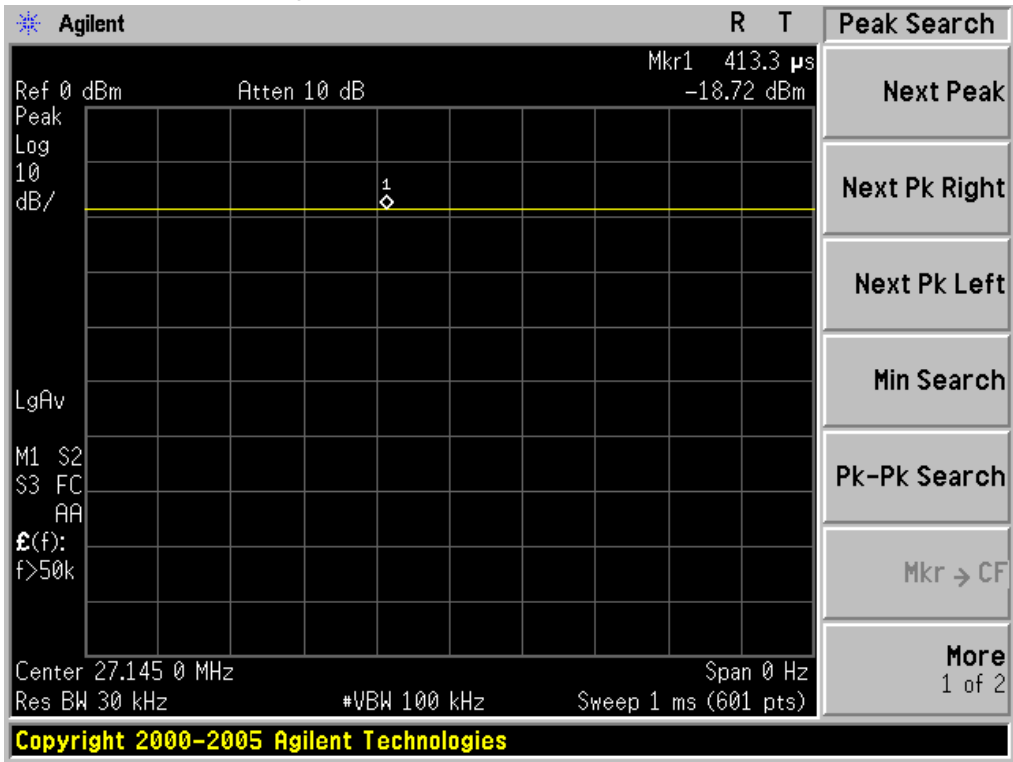 Agilent R T Peak Search
Mkr1 413.3 µs
Ref 0 dBm Atten 10 dB -18.72 dBm
Peak
Log
10
dB/
1
LgAv
M1 S2
S3 FC
AA
£(f):
f>50k
Center 27.145 0 MHz Span 0 Hz
Res BW 30 kHz #VBW 100 kHz Sweep 1 ms (601 pts)
Copyright 2000-2005 Agilent Technologies
Next Peak
Next Pk Right
Next Pk Left
Min Search
Pk-Pk Search
Mkr → CF
More
1 of 2